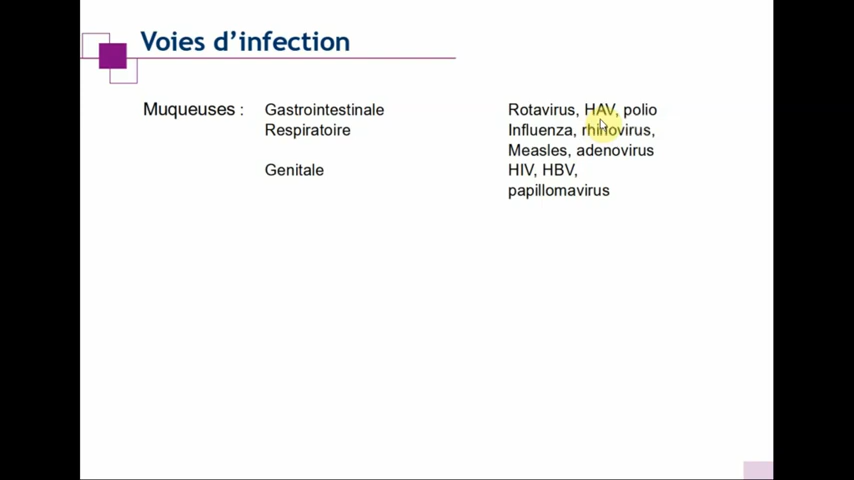 Voies d’infection
Muqueuses : Gastrointestinale Rotavirus, HAV, polio
Respiratoire Influenza, rhinovirus,
Measles, adenovirus
Genitale HIV, HBV,
papillomavirus